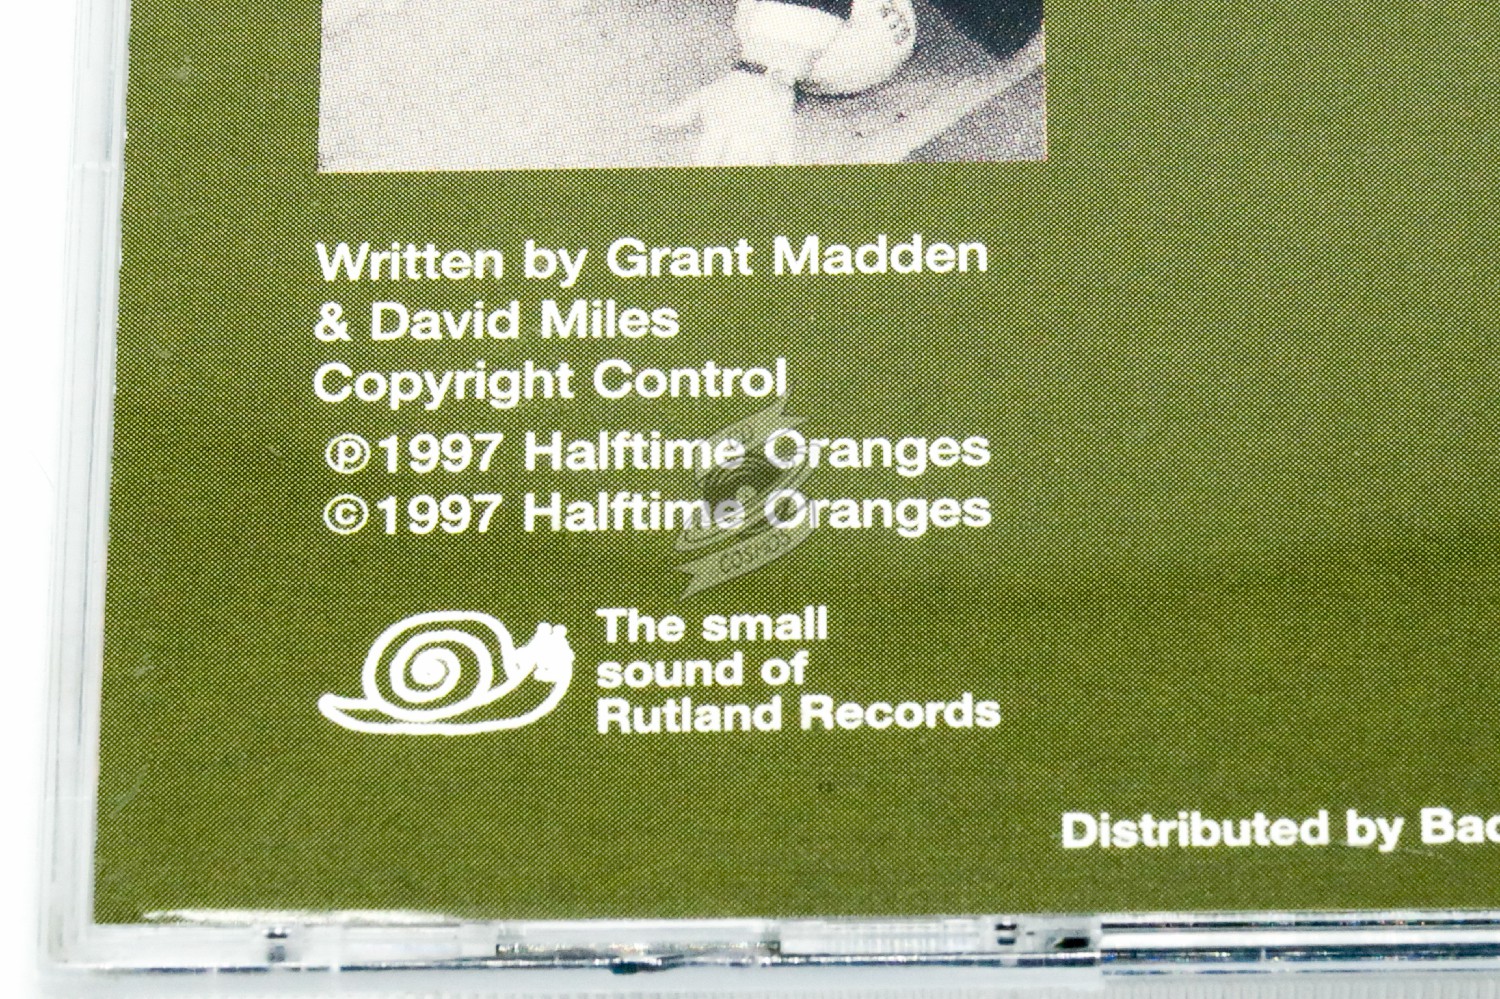 Written by Grant Madden
& David Miles
Copyright Control
℗1997 Halftime Oranges
©1997 Halftime Oranges
COSMOS
The small
sound of
Rutland Records
Distributed by